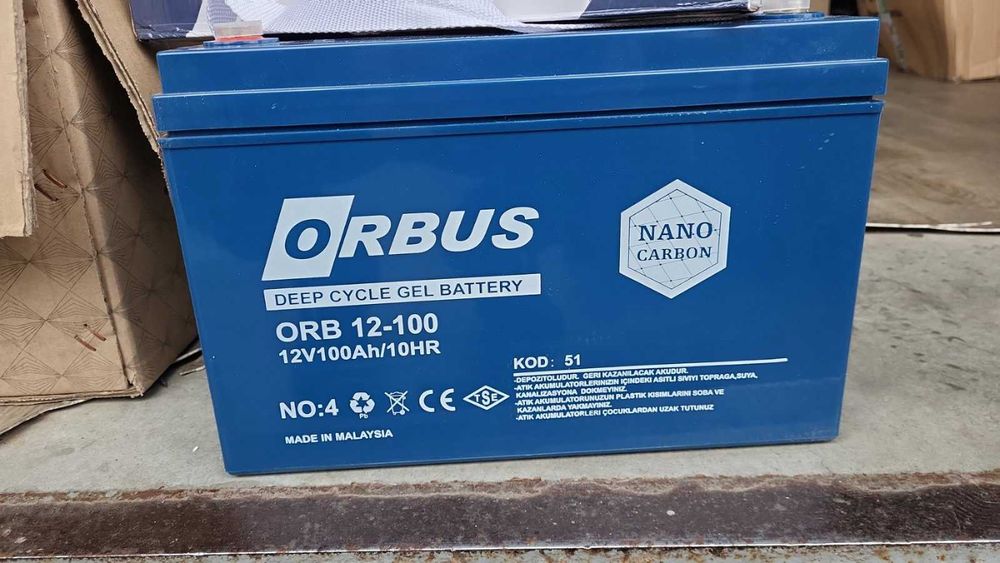 ORBUS
DEEP CYCLE GEL BATTERY
ORB 12-100
12V100Ah/10HR
NANO
CARBON
KOD: 51
-DEPOZITOLUDUR. GERI KAZANILACAK AKUDUR.
-ATIK AKUMULATORLERINIZIN IÇINDEKI ASITLI SIVIYI TOPRAGA,SUYA,
KANALIZASYONA DOKMEYINIZ.
-ATIK AKUMULATORUNUZUN PLASTIK KISIMLARINI SOBA VE
KAZANLARDA YAKMAYINIZ.
-ATIK AKUMULATORLERI ÇOCUKLARDAN UZAK TUTUNUZ
NO:4
Pb
CE
TSE
MADE IN MALAYSIA